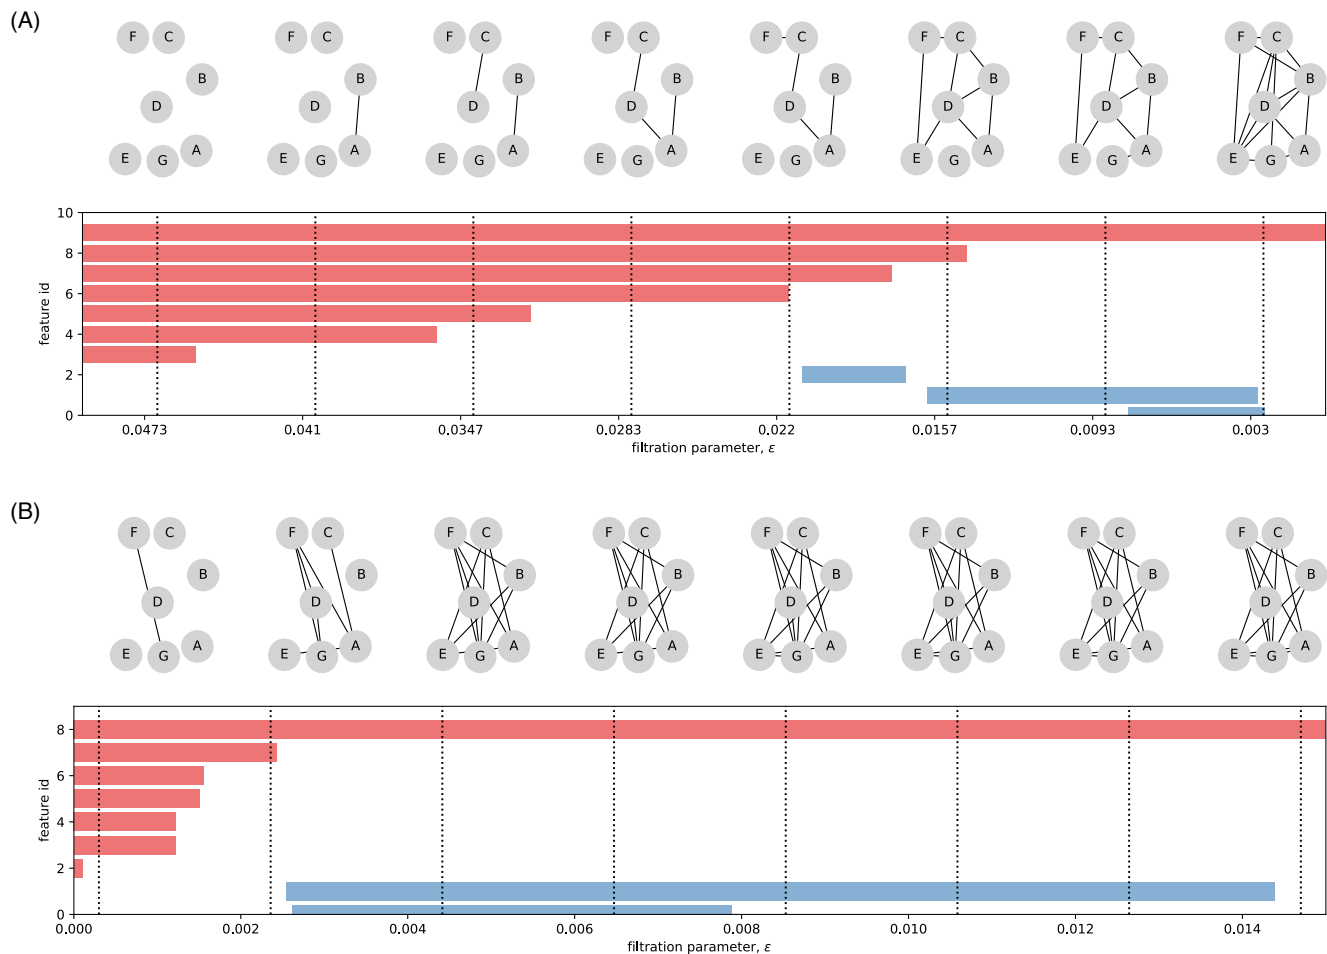 (A)
F C F C F C F C F C F C F C F C
B B B B B B B B
D D D D D D D D
A A A A A A A A
E G E G E G E G E G E G E G E G
10
8
6
4
2
0
feature id
0.0473 0.041 0.0347 0.0283 0.022 0.0157 0.0093 0.003
filtration parameter, ε
(B)
F C F C F C F C F C F C F C F C
B B B B B B B B
D D D D D D D D
A A A A A A A A
E G E G E G E G E G E G E G E G
8
6
4
2
0
feature id
0.000 0.002 0.004 0.006 0.008 0.010 0.012 0.014
filtration parameter, ε